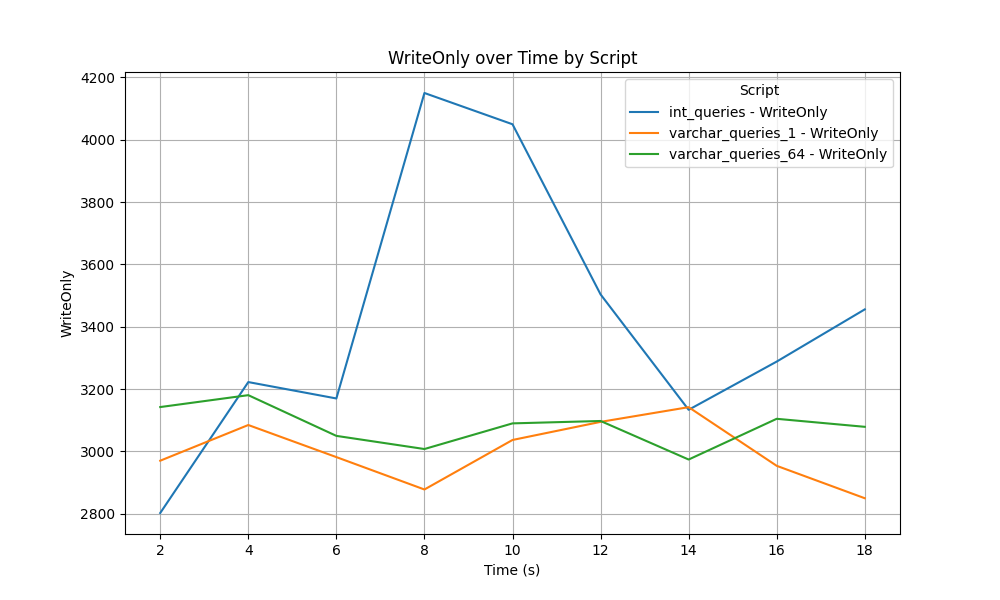 WriteOnly over Time by Script
Script
int_queries - WriteOnly
varchar_queries_1 - WriteOnly
varchar_queries_64 - WriteOnly
WriteOnly
4200
4000
3800
3600
3400
3200
3000
2800
2 4 6 8 10 12 14 16 18
Time (s)